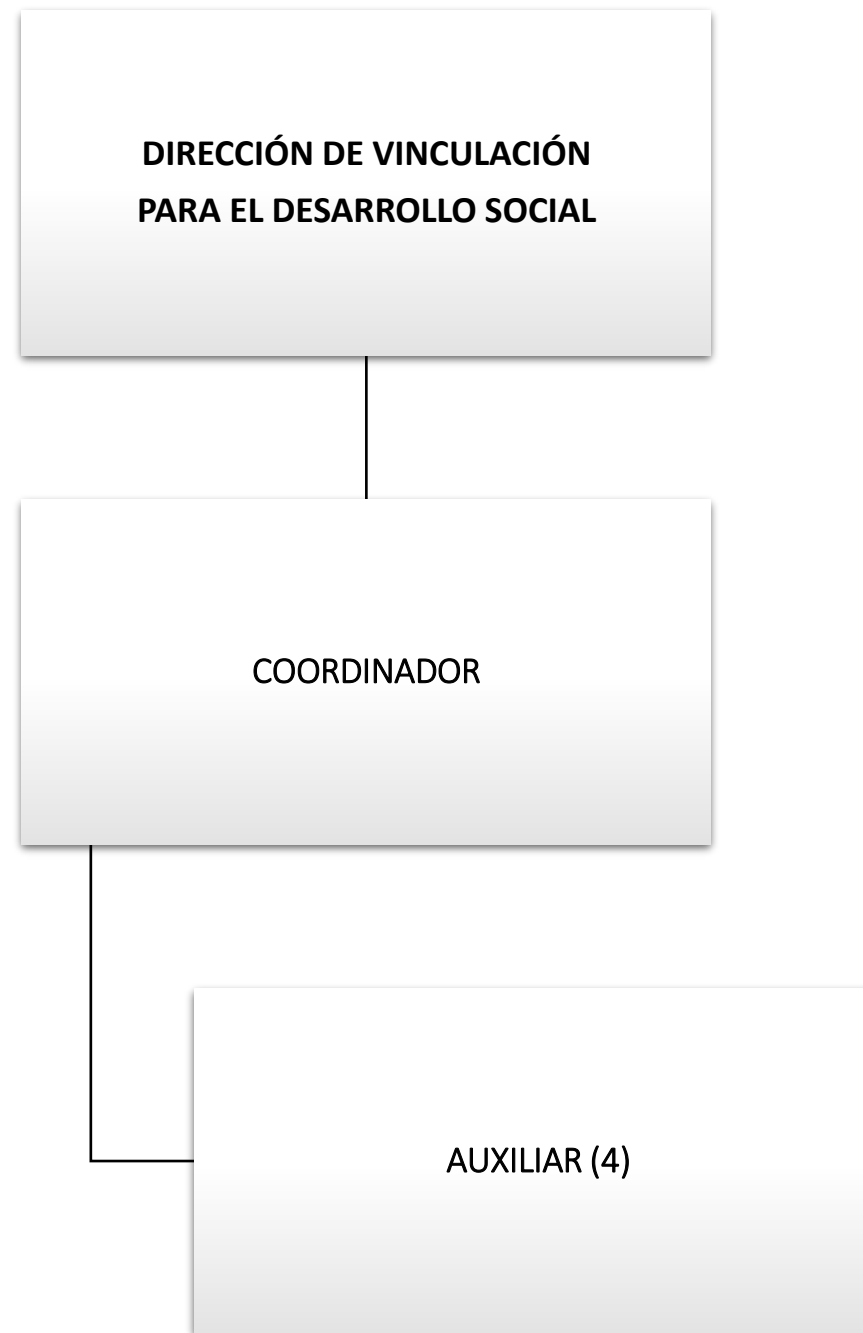 DIRECCIÓN DE VINCULACIÓN
PARA EL DESARROLLO SOCIAL
COORDINADOR
AUXILIAR (4)